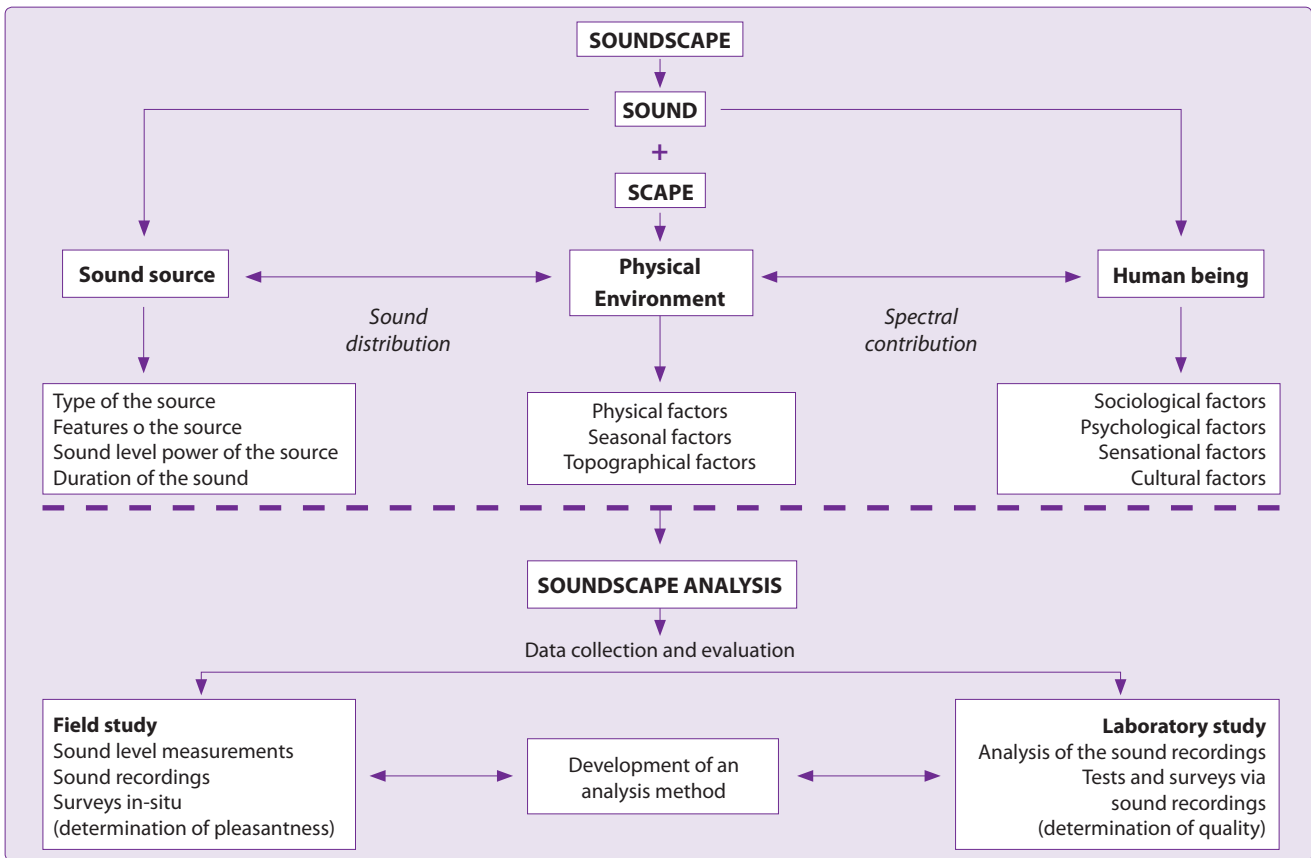 SOUNDSCAPE
SOUND
+
SCAPE
Sound source
Physical
Environment
Human being
Sound
distribution
Spectral
contribution
Type of the source
Features o the source
Sound level power of the source
Duration of the sound
Physical factors
Seasonal factors
Topographical factors
Sociological factors
Psychological factors
Sensational factors
Cultural factors
SOUNDSCAPE ANALYSIS
Data collection and evaluation
Field study
Sound level measurements
Sound recordings
Surveys in-situ
(determination of pleasantness)
Development of an
analysis method
Laboratory study
Analysis of the sound recordings
Tests and surveys via
sound recordings
(determination of quality)